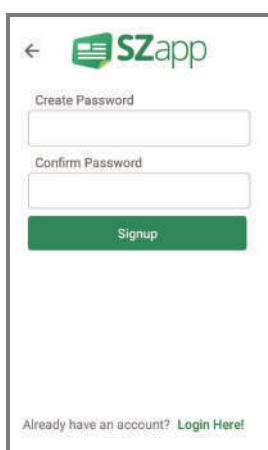 SZapp
Create Password
Confirm Password
Signup
Already have an account? Login Here!